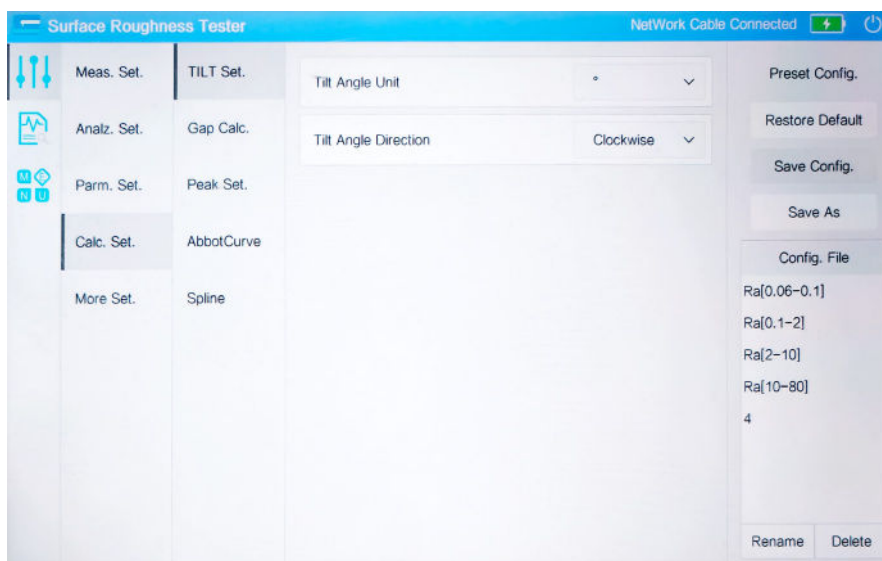 Surface Roughness Tester
NetWork Cable Connected
Meas. Set.
Analz. Set.
Parm. Set.
Calc. Set.
More Set.
M
N U
TILT Set.
Gap Calc.
Peak Set.
AbbotCurve
Spline
Tilt Angle Unit °
Tilt Angle Direction Clockwise
Preset Config.
Restore Default
Save Config.
Save As
Config. File
Ra[0.06-0.1]
Ra[0.1-2]
Ra[2-10]
Ra[10-80]
4
Rename Delete